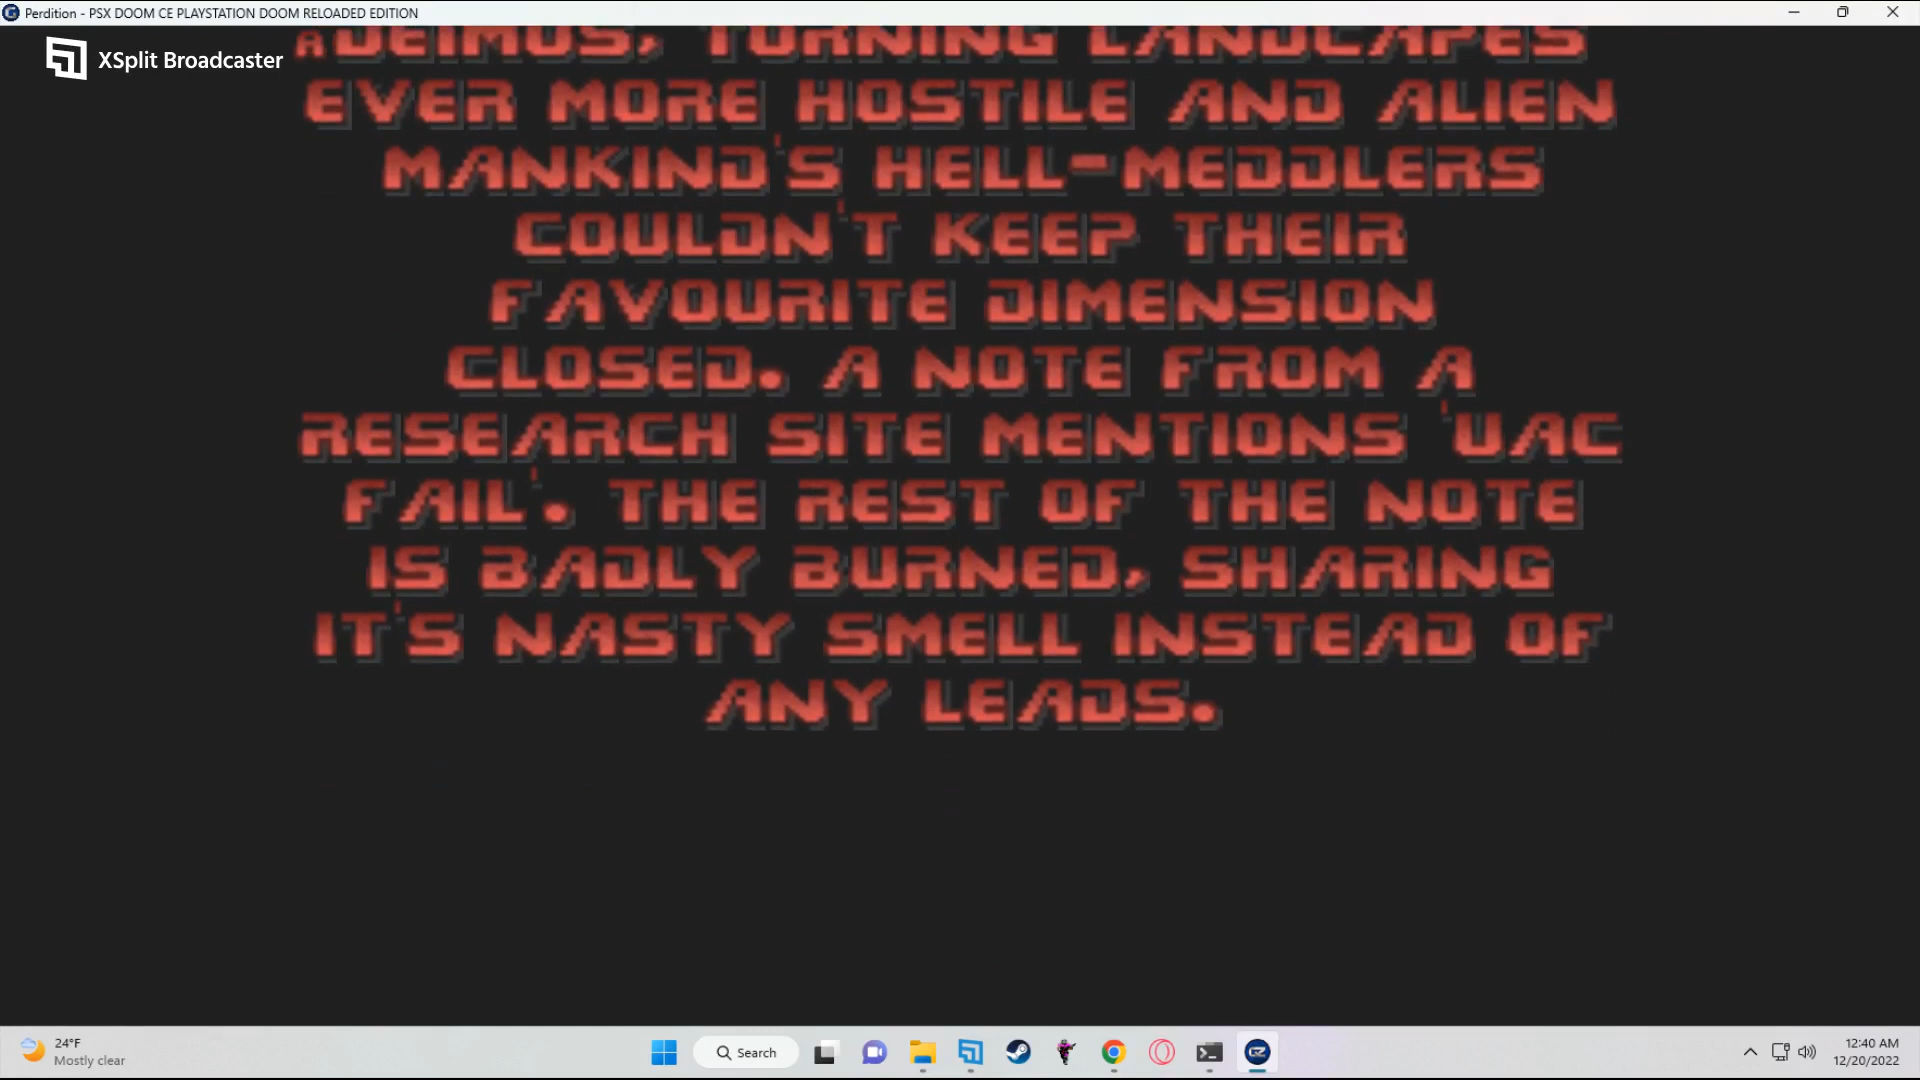 Perdition - PSX DOOM CE PLAYSTATION DOOM RELOADED EDITION
XSplit Broadcaster
A DEIMOS, TURNING LANDCAPES
EVER MORE HOSTILE AND ALIEN
MANKIND'S HELL-MEDDLERS
COULDN'T KEEP THEIR
FAVOURITE DIMENSION
CLOSED. A NOTE FROM A
RESEARCH SITE MENTIONS 'UAC
FAIL'. THE REST OF THE NOTE
IS BADLY BURNED, SHARING
IT'S NASTY SMELL INSTEAD OF
ANY LEADS.
24°F
Mostly clear
Search
12:40 AM
12/20/2022